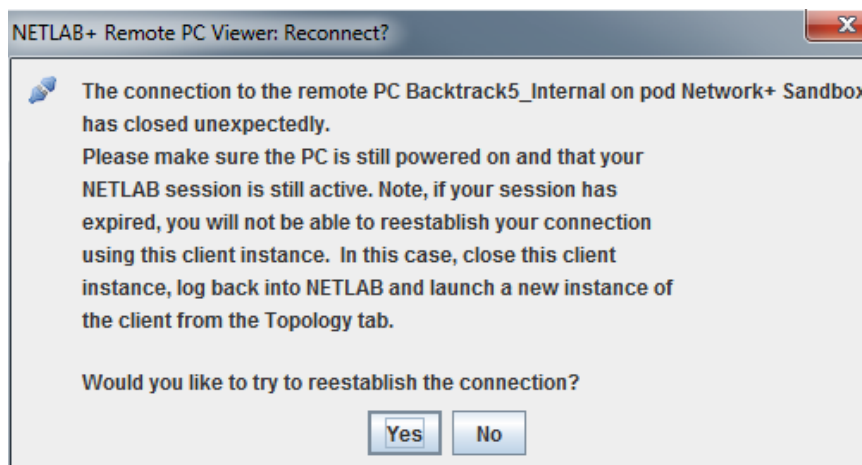 NETLAB+ Remote PC Viewer: Reconnect?
The connection to the remote PC Backtrack5_Internal on pod Network+ Sandbox
has closed unexpectedly.
Please make sure the PC is still powered on and that your
NETLAB session is still active. Note, if your session has
expired, you will not be able to reestablish your connection
using this client instance. In this case, close this client
instance, log back into NETLAB and launch a new instance of
the client from the Topology tab.
Would you like to try to reestablish the connection?
Yes No